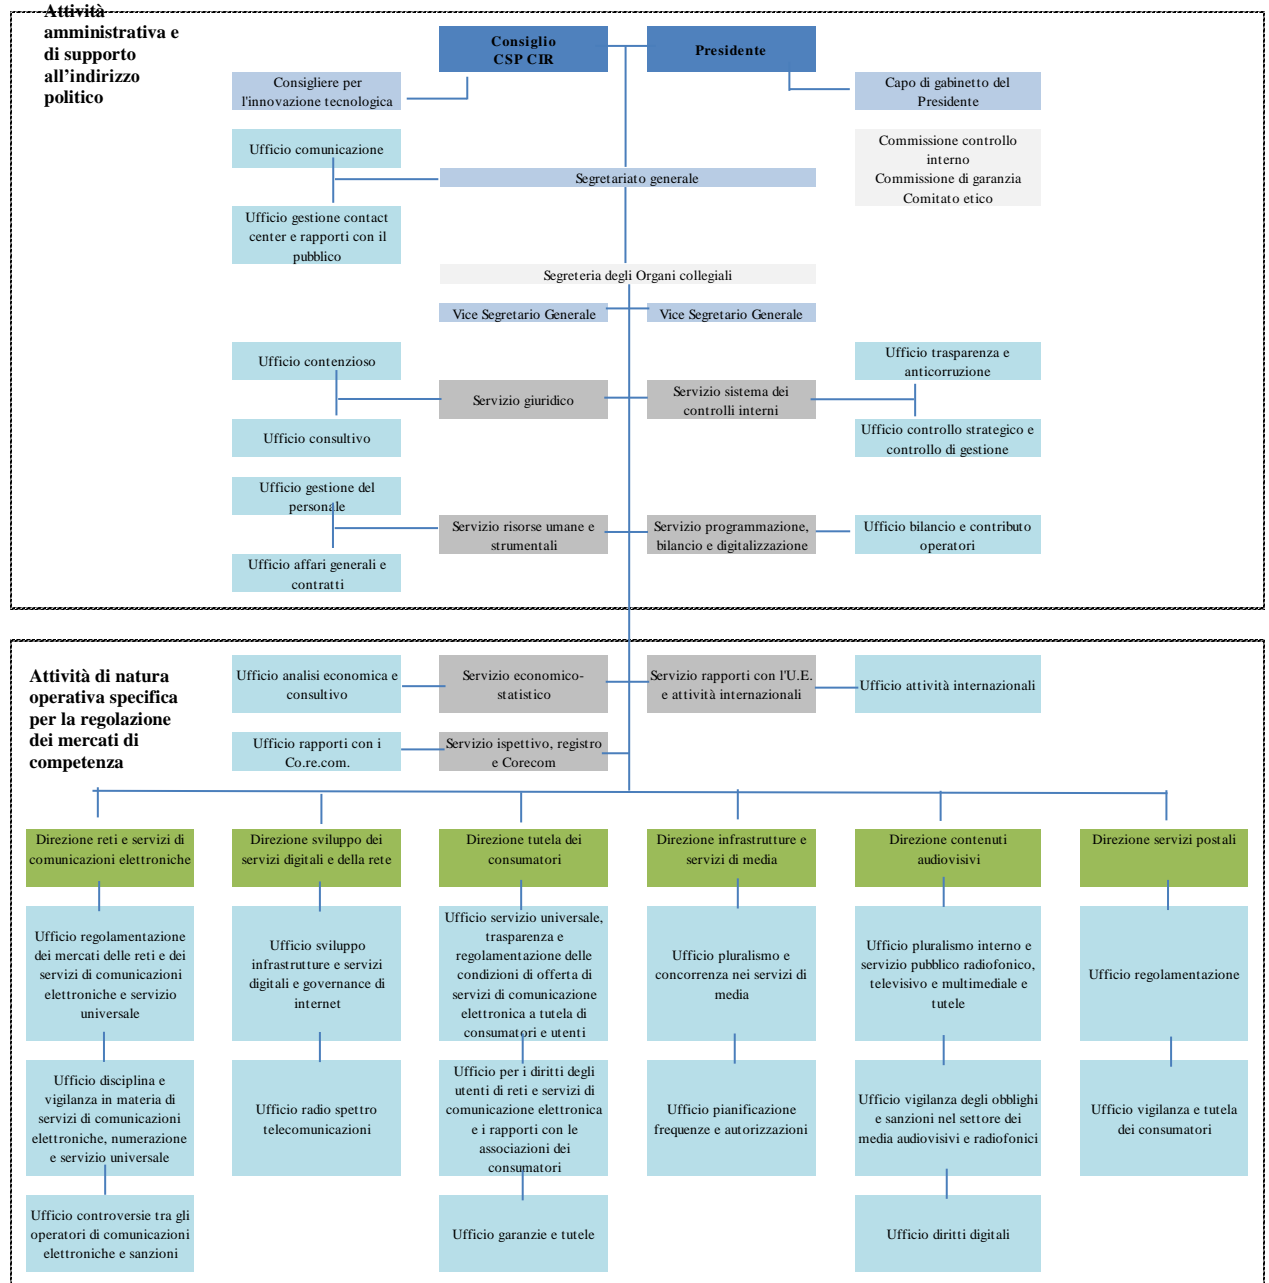 Attività
amministrativa e
di supporto
all'indirizzo
politico
Consiglio
CSP CIR
Presidente
Consigliere per
l'innovazione tecnologica
Capo di gabinetto del
Presidente
Ufficio comunicazione
Commissione controllo
interno
Commissione di garanzia
Comitato etico
Segretariato generale
Ufficio gestione contact
center e rapporti con il
pubblico
Segreteria degli Organi collegiali
Vice Segretario Generale
Vice Segretario Generale
Ufficio contenzioso
Ufficio trasparenza e
anticorruzione
Servizio giuridico
Servizio sistema dei
controlli interni
Ufficio consultivo
Ufficio controllo strategico e
controllo di gestione
Ufficio gestione del
personale
Servizio risorse umane e
strumentali
Servizio programmazione,
bilancio e digitalizzazione
Ufficio bilancio e contributo
operatori
Ufficio affari generali e
contratti
Attività di natura
operativa specifica
per la regolazione
dei mercati di
competenza
Ufficio analisi economica e
consultivo
Servizio economico-
statistico
Servizio rapporti con l'U.E.
e attività internazionali
Ufficio attività internazionali
Ufficio rapporti con i
Co.re.com.
Servizio ispettivo, registro
e Corecom
Direzione reti e servizi di
comunicazioni elettroniche
Direzione sviluppo dei
servizi digitali e della rete
Direzione tutela dei
consumatori
Direzione infrastrutture e
servizi di media
Direzione contenuti
audiovisivi
Direzione servizi postali
Ufficio regolamentazione
dei mercati delle reti e dei
servizi di comunicazioni
elettroniche e servizio
universale
Ufficio sviluppo
infrastrutture e servizi
digitali e governance di
internet
Ufficio servizio universale,
trasparenza e
regolamentazione delle
condizioni di offerta di
servizi di comunicazione
elettronica a tutela di
consumatori e utenti
Ufficio pluralismo e
concorrenza nei servizi di
media
Ufficio pluralismo interno e
servizio pubblico radiofonico,
televisivo e multimediale e
tutele
Ufficio regolamentazione
Ufficio disciplina e
vigilanza in materia di
servizi di comunicazioni
elettroniche, numerazione
e servizio universale
Ufficio radio spettro
telecomunicazioni
Ufficio per i diritti degli
utenti di reti e servizi di
comunicazione elettronica
e i rapporti con le
associazioni dei
consumatori
Ufficio pianificazione
frequenze e autorizzazioni
Ufficio vigilanza degli obblighi
e sanzioni nel settore dei
media audiovisivi e radiofonici
Ufficio vigilanza e tutela
dei consumatori
Ufficio controversie tra gli
operatori di comunicazioni
elettroniche e sanzioni
Ufficio garanzie e tutele
Ufficio diritti digitali